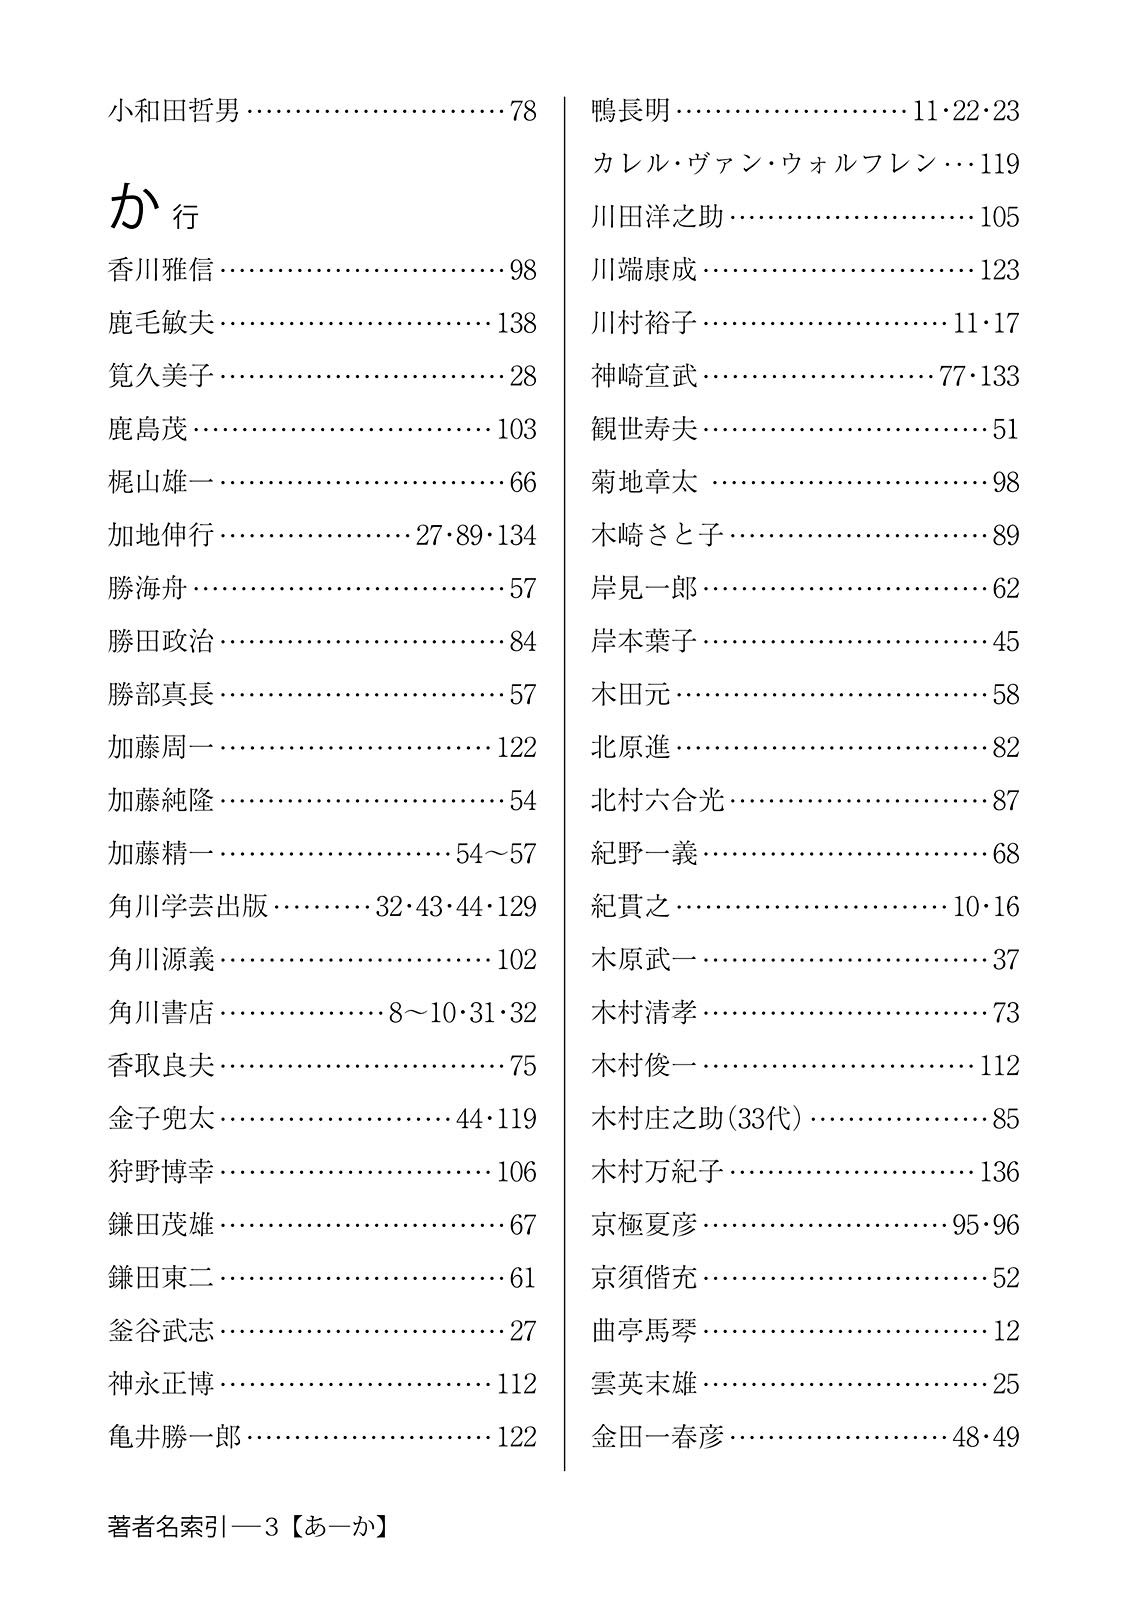 小和田哲男………………………78
か 行
香川雅信…………………………98
鹿毛敏夫………………………138
筧久美子…………………………28
鹿島茂…………………………103
梶山雄一…………………………66
加地伸行………………27·89·134
勝海舟……………………………57
勝田政治…………………………84
勝部真長…………………………57
加藤周一………………………122
加藤純隆…………………………54
加藤精一……………………54〜57
角川学芸出版………32·43·44·129
角川源義………………………102
角川書店……………8〜10·31·32
香取良夫…………………………75
金子兜太……………………44·119
狩野博幸………………………106
鎌田茂雄…………………………67
鎌田東二…………………………61
釜谷武志…………………………27
神永正博………………………112
亀井勝一郎……………………122
鴨長明……………………11·22·23
カレル·ヴァン·ウォルフレン…119
川田洋之助……………………105
川端康成………………………123
川村裕子……………………11·17
神崎宣武……………………77·133
観世寿夫…………………………51
菊地章太…………………………98
木崎さと子………………………89
岸見一郎…………………………62
岸本葉子…………………………45
木田元……………………………58
北原進……………………………82
北村六合光………………………87
紀野一義…………………………68
紀貫之………………………10·16
木原武一…………………………37
木村清孝…………………………73
木村俊一………………………112
木村庄之助（33代）………………85
木村万紀子……………………136
京極夏彦……………………95·96
京須偕充…………………………52
曲亭馬琴…………………………12
雲英末雄…………………………25
金田一春彦…………………48·49
著者名索引—3【あ—か】